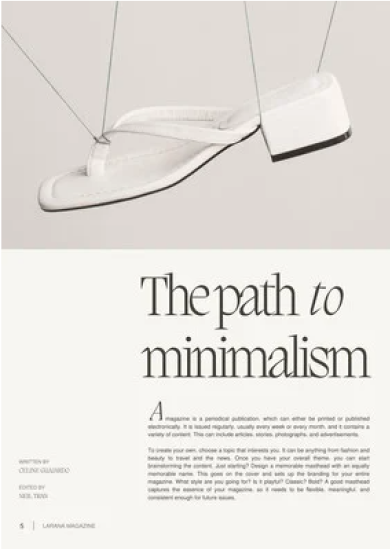 The path to
minimalism
A magazine is a periodical publication, which can either be printed or published
electronically. It is issued regularly, usually every week or every month, and it contains a
variety of content. This can include articles, stories, photographs, and advertisements.
To create your own, choose a topic that interests you. It can be anything from fashion and
beauty to travel and the news. Once you have your overall theme, you can start
brainstorming the content. Just starting? Design a memorable masthead with an equally
memorable name. This goes on the cover and sets up the branding for your entire
magazine. What style are you going for? Is it playful? Classic? Bold? A good masthead
captures the essence of your magazine, so it needs to be flexible, meaningful, and
consistent enough for future issues.
WRITTEN BY
EDITED BY
NEIL TRAN
5 | LARANA MAGAZINE